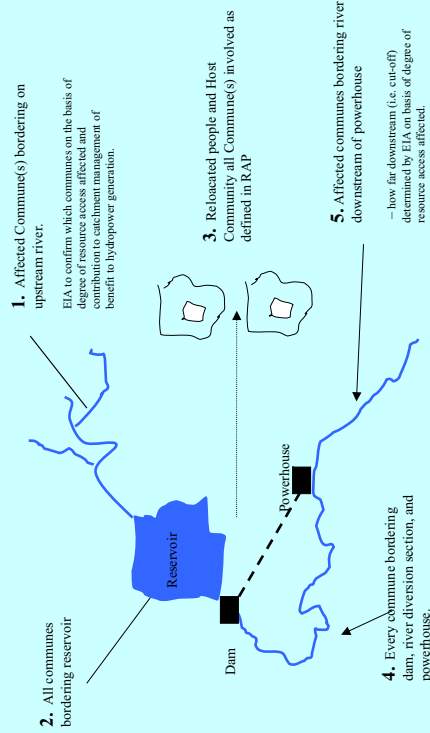 1. Affected Commune(s) bordering on
upstream river.
EIA to confirm which communes on the basis of
degree of resource access affected and
contribution to catchment management of
benefit to hydropower generation.
2. All communes
bordering reservoir
Reservoir
Dam
Powerhouse
3. Reloacated people and Host
Community all Commune(s) involved as
defined in RAP
4. Every commune bordering
dam, river diversion section, and
powerhouse.
5. Affected communes bordering river
downstream of powerhouse
– how far downstream (i.e. cut-off)
determined by EIA on basis of degree of
resource access affected.